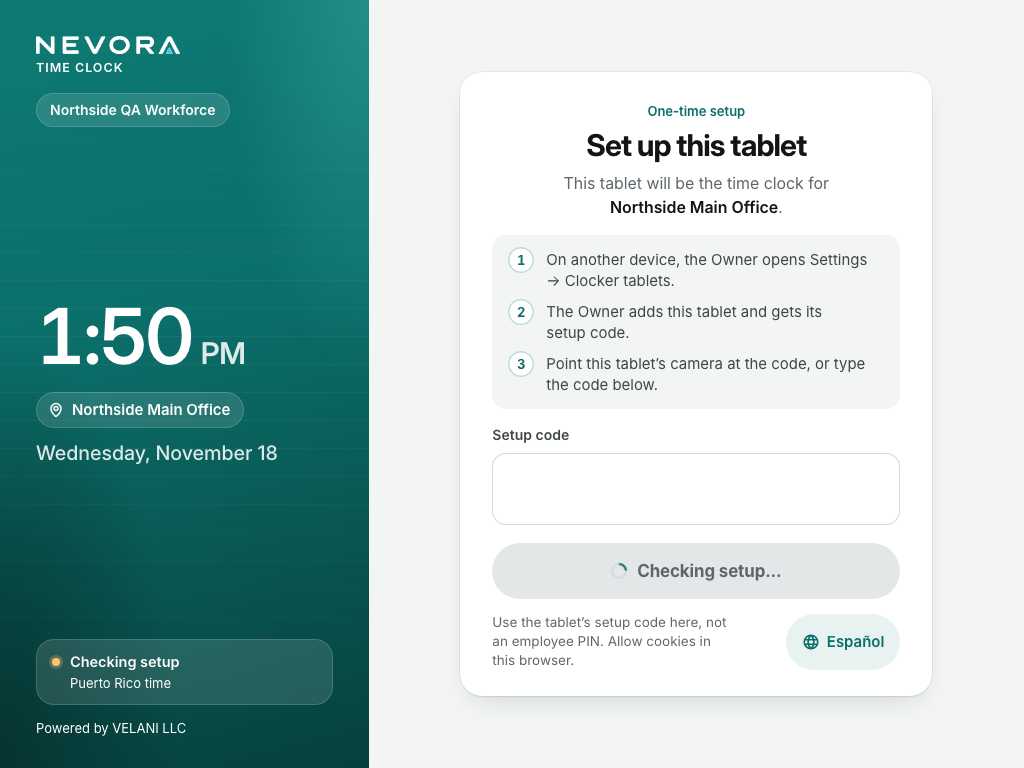 NEVORA
TIME CLOCK
Northside QA Workforce
1:50 PM
Northside Main Office
Wednesday, November 18
Checking setup
Puerto Rico time
Powered by VELANI LLC
One-time setup
Set up this tablet
This tablet will be the time clock for
Northside Main Office.
1 On another device, the Owner opens Settings
→ Clocker tablets.
2 The Owner adds this tablet and gets its
setup code.
3 Point this tablet’s camera at the code, or type
the code below.
Setup code
Checking setup...
Use the tablet’s setup code here, not
an employee PIN. Allow cookies in
this browser.
Español